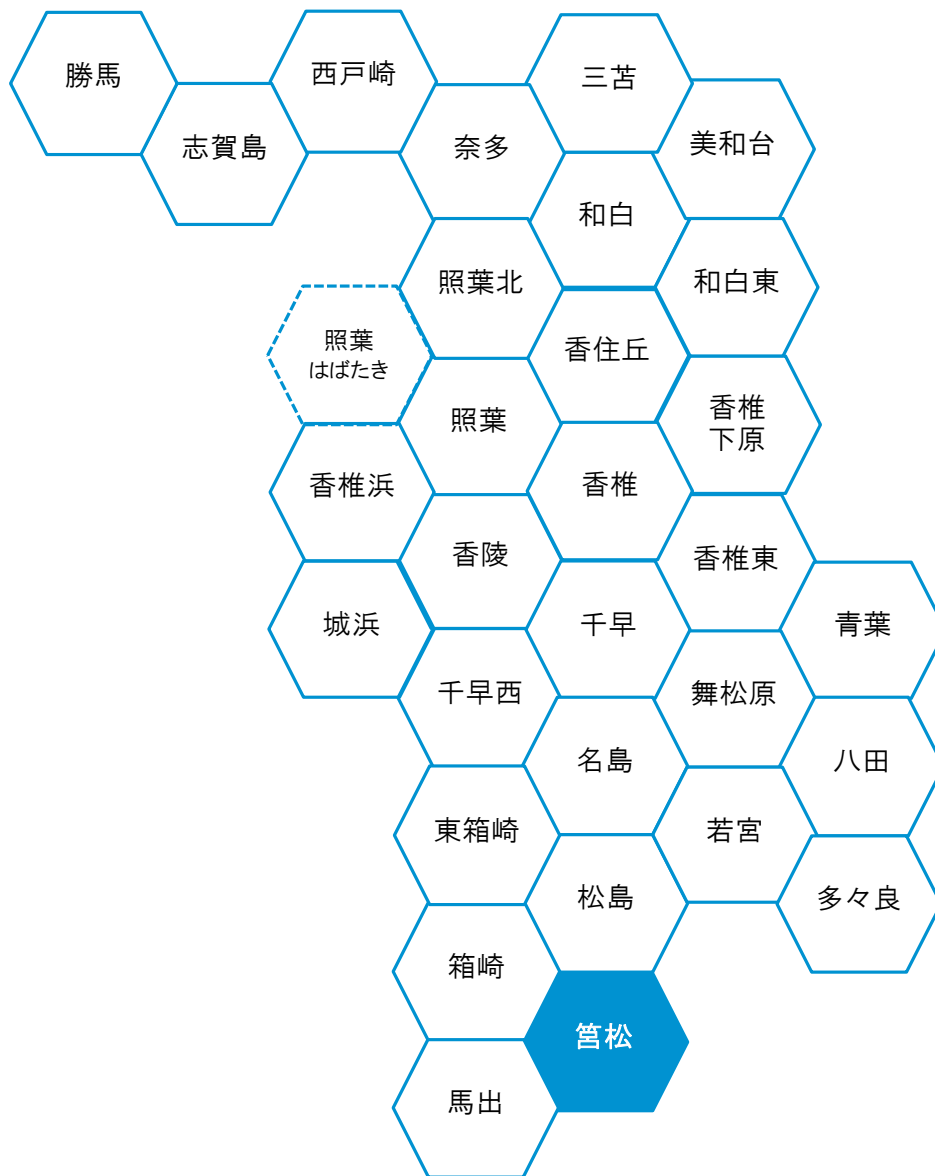 勝馬
西戸崎
三苫
志賀島
奈多
美和台
和白
照葉北
和白東
照葉
はばたき
香住丘
照葉
香椎
下原
香椎浜
香椎
香陵
香椎東
城浜
千早
青葉
千早西
舞松原
名島
八田
東箱崎
若宮
松島
多々良
箱崎
筥松
馬出